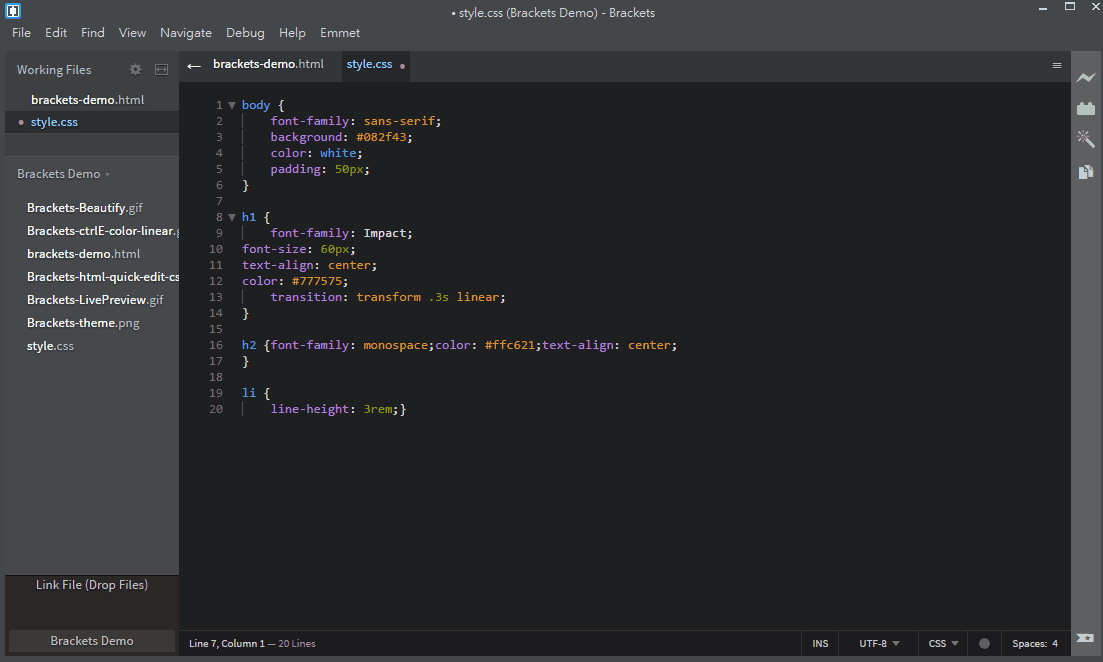 • style.css (Brackets Demo) - Brackets
File Edit Find View Navigate Debug Help Emmet
Working Files
brackets-demo.html
• style.css
Brackets Demo
Brackets-Beautify.gif
Brackets-ctrlE-color-linear.g
brackets-demo.html
Brackets-html-quick-edit-cs
Brackets-LivePreview.gif
Brackets-theme.png
style.css
Link File (Drop Files)
Brackets Demo
brackets-demo.html style.css •
1 body {
2 font-family: sans-serif;
3 background: #082f43;
4 color: white;
5 padding: 50px;
6 }
7
8 h1 {
9 font-family: Impact;
10 font-size: 60px;
11 text-align: center;
12 color: #777575;
13 transition: transform .3s linear;
14 }
15
16 h2 {font-family: monospace;color: #ffc621;text-align: center;
17 }
18
19 li {
20 line-height: 3rem;}
Line 7, Column 1 — 20 Lines INS UTF-8 CSS Spaces: 4